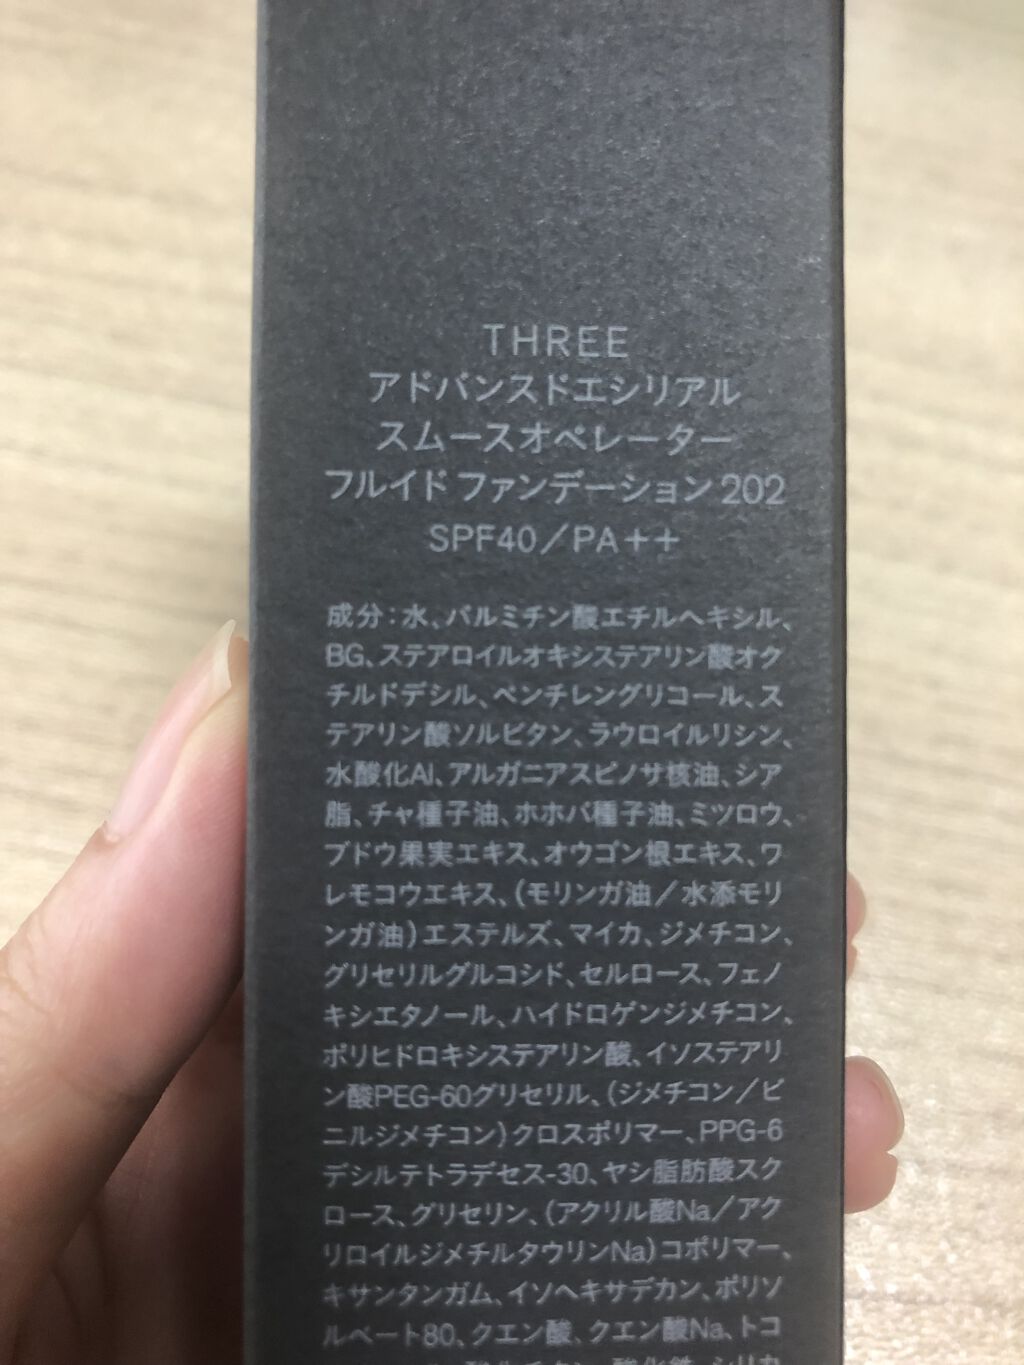 THREE
アドバンスドエシリアル
スムースオペレーター
フルイド ファンデーション 202
SPF40／PA＋＋
成分：水、パルミチン酸エチルヘキシル、
BG、ステアロイルオキシステアリン酸オク
チルドデシル、ペンチレングリコール、ス
テアリン酸ソルビタン、ラウロイルリシン、
水酸化Al、アルガニアスピノサ核油、シア
脂、チャ種子油、ホホバ種子油、ミツロウ、
ブドウ果実エキス、オウゴン根エキス、ワ
レモコウエキス、（モリンガ油／水添モリ
ンガ油）エステルズ、マイカ、ジメチコン、
グリセリルグルコシド、セルロース、フェノ
キシエタノール、ハイドロゲンジメチコン、
ポリヒドロキシステアリン酸、イソステアリ
ン酸PEG-60グリセリル、（ジメチコン／ビ
ニルジメチコン）クロスポリマー、PPG-6
デシルテトラデセス-30、ヤシ脂肪酸スク
ロース、グリセリン、（アクリル酸Na／アク
リロイルジメチルタウリンNa）コポリマー、
キサンタンガム、イソヘキサデカン、ポリソ
ルベート80、クエン酸、クエン酸Na、トコ